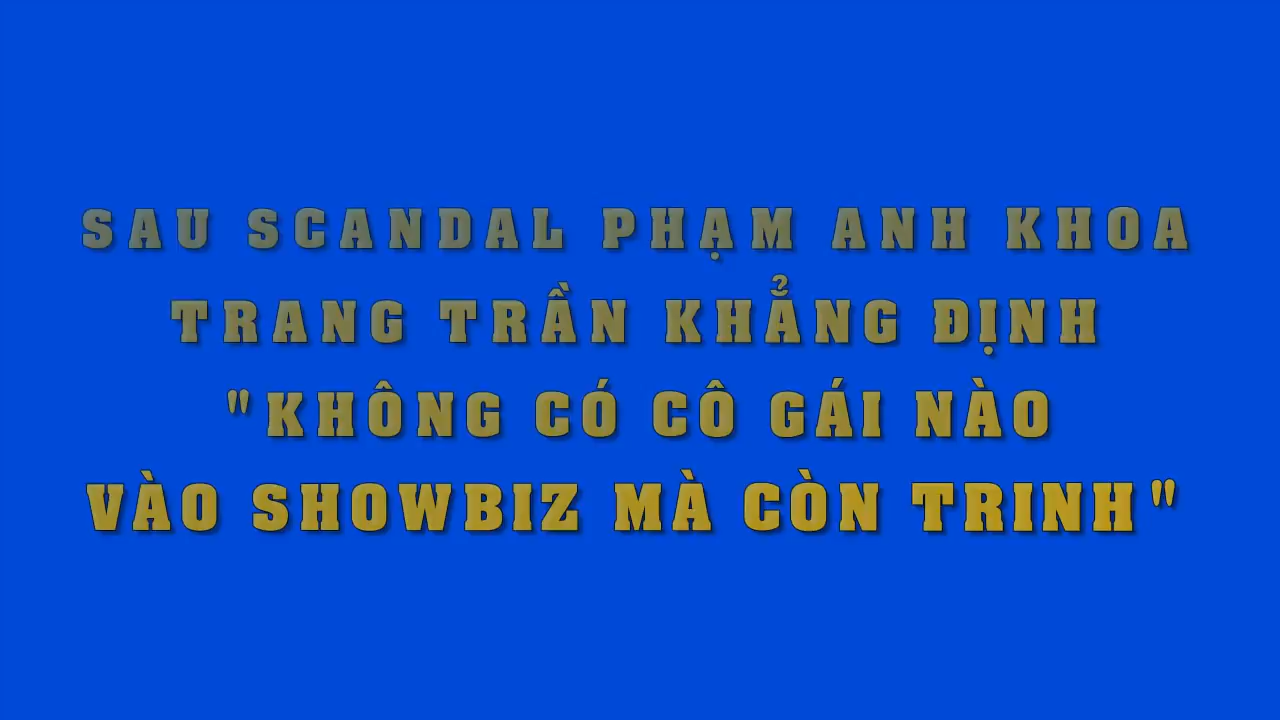 SAU SCANDAL PHẠM ANH KHOA
TRANG TRẦN KHẲNG ĐỊNH
"KHÔNG CÓ CÔ GÁI NÀO
VÀO SHOWBIZ MÀ CÒN TRINH"